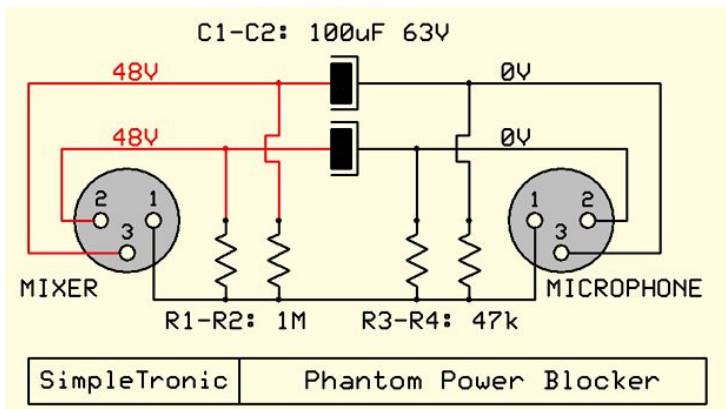 C1-C2: 100uF 63V
48V 0V
48V 0V
2 1 1 2
3 3
MIXER MICROPHONE
R1-R2: 1M R3-R4: 47k
SimpleTronic Phantom Power Blocker